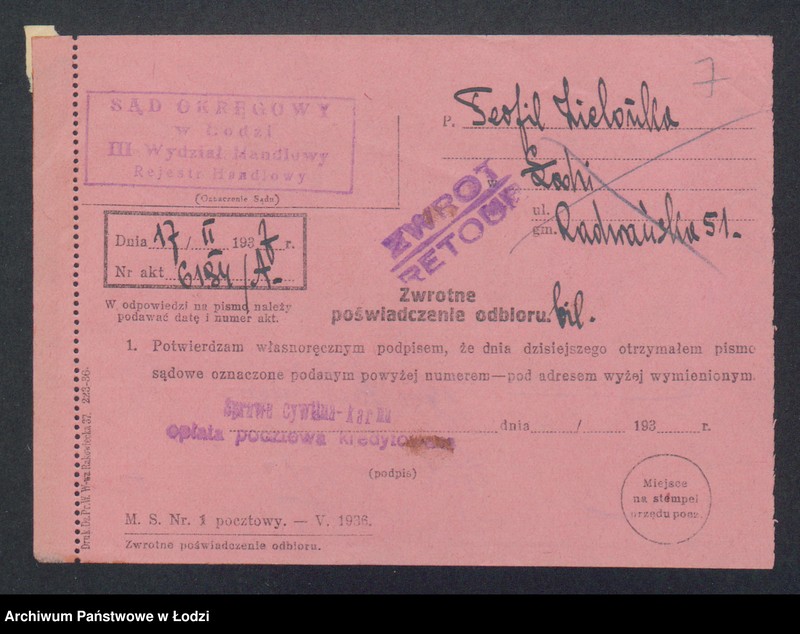 SĄD OKRĘGOWY
w Łodzi
III Wydział Handlowy
Rejestr Handlowy
(Oznaczenie Sądu)
7
P. Teofil Zielonka
w Łodzi
ul. Radwańska 51.
gm.
ZWROT
RETOUR
Dnia 17/II 1937 r.
Nr akt 6184/A.
W odpowiedzi na pismo należy
podawać datę i numer akt.
Zwrotne
poświadczenie odbioru.
1. Potwierdzam własnoręcznym podpisem, że dnia dzisiejszego otrzymałem pismo
sądowe oznaczone podanym powyżej numerem—pod adresem wyżej wymienionym.
Sprawa cywilna-karna
opłata pocztowa kredytowana
dnia / 193 r.
(podpis)
Miejsce
na stempel
urzędu pocz.
M. S. Nr. 1 pocztowy. — V. 1936.
Zwrotne poświadczenie odbioru.
Archiwum Państwowe w Łodzi